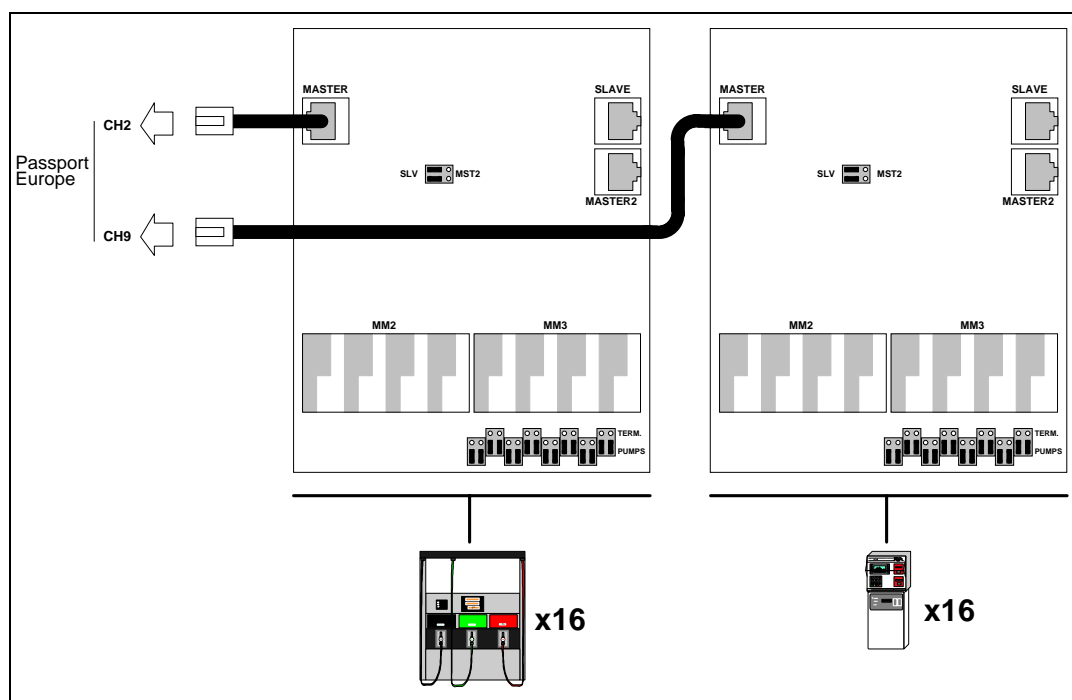 MASTER
SLAVE
MASTER
SLAVE
CH2
Passport
Europe
SLV
MST2
MASTER2
SLV
MST2
MASTER2
CH9
MM2
MM3
MM2
MM3
TERM.
PUMPS
TERM.
PUMPS
x16
x16